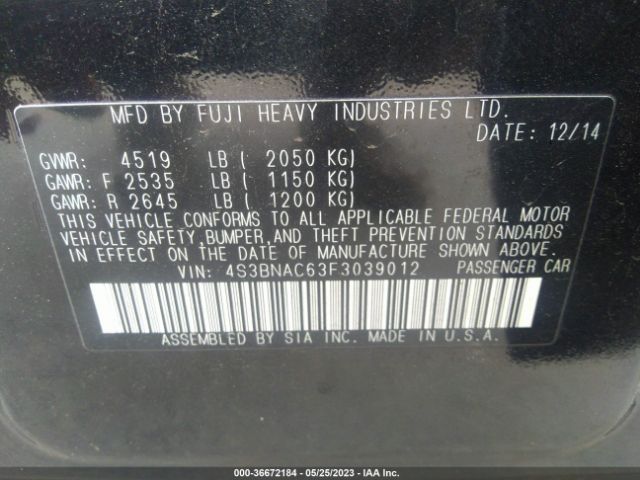 MFD BY FUJI HEAVY INDUSTRIES LTD.
DATE: 12/14
GVWR: 4519 LB ( 2050 KG)
GAWR: F 2535 LB ( 1150 KG)
GAWR: R 2645 LB ( 1200 KG)
THIS VEHICLE CONFORMS TO ALL APPLICABLE FEDERAL MOTOR
VEHICLE SAFETY,BUMPER,AND THEFT PREVENTION STANDARDS
IN EFFECT ON THE DATE OF MANUFACTURE SHOWN ABOVE.
VIN: 4S3BNAC63F3039012 PASSENGER CAR
ASSEMBLED BY SIA INC. MADE IN U.S.A.
000-36672184 - 05/25/2023 - IAA Inc.